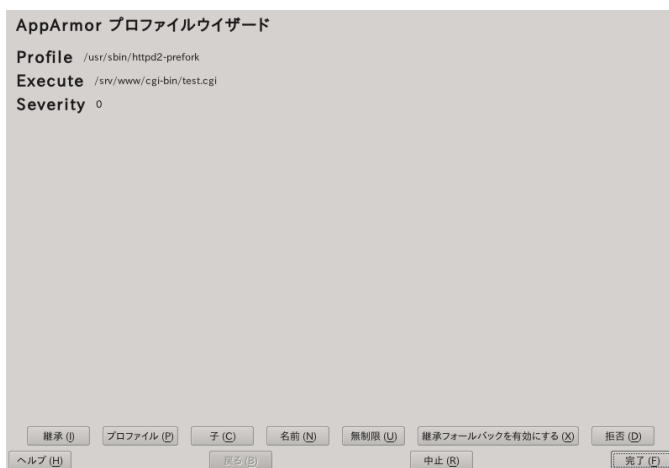 AppArmor プロファイルウイザード
Profile /usr/sbin/httpd2-prefork
Execute /srv/www/cgi-bin/test.cgi
Severity 0
継承 (I) プロファイル (P) 子 (C) 名前 (N) 無制限 (U) 継承フォールバックを有効にする (X) 拒否 (D)
ヘルプ (H) 戻る (B) 中止 (R) 完了 (F)